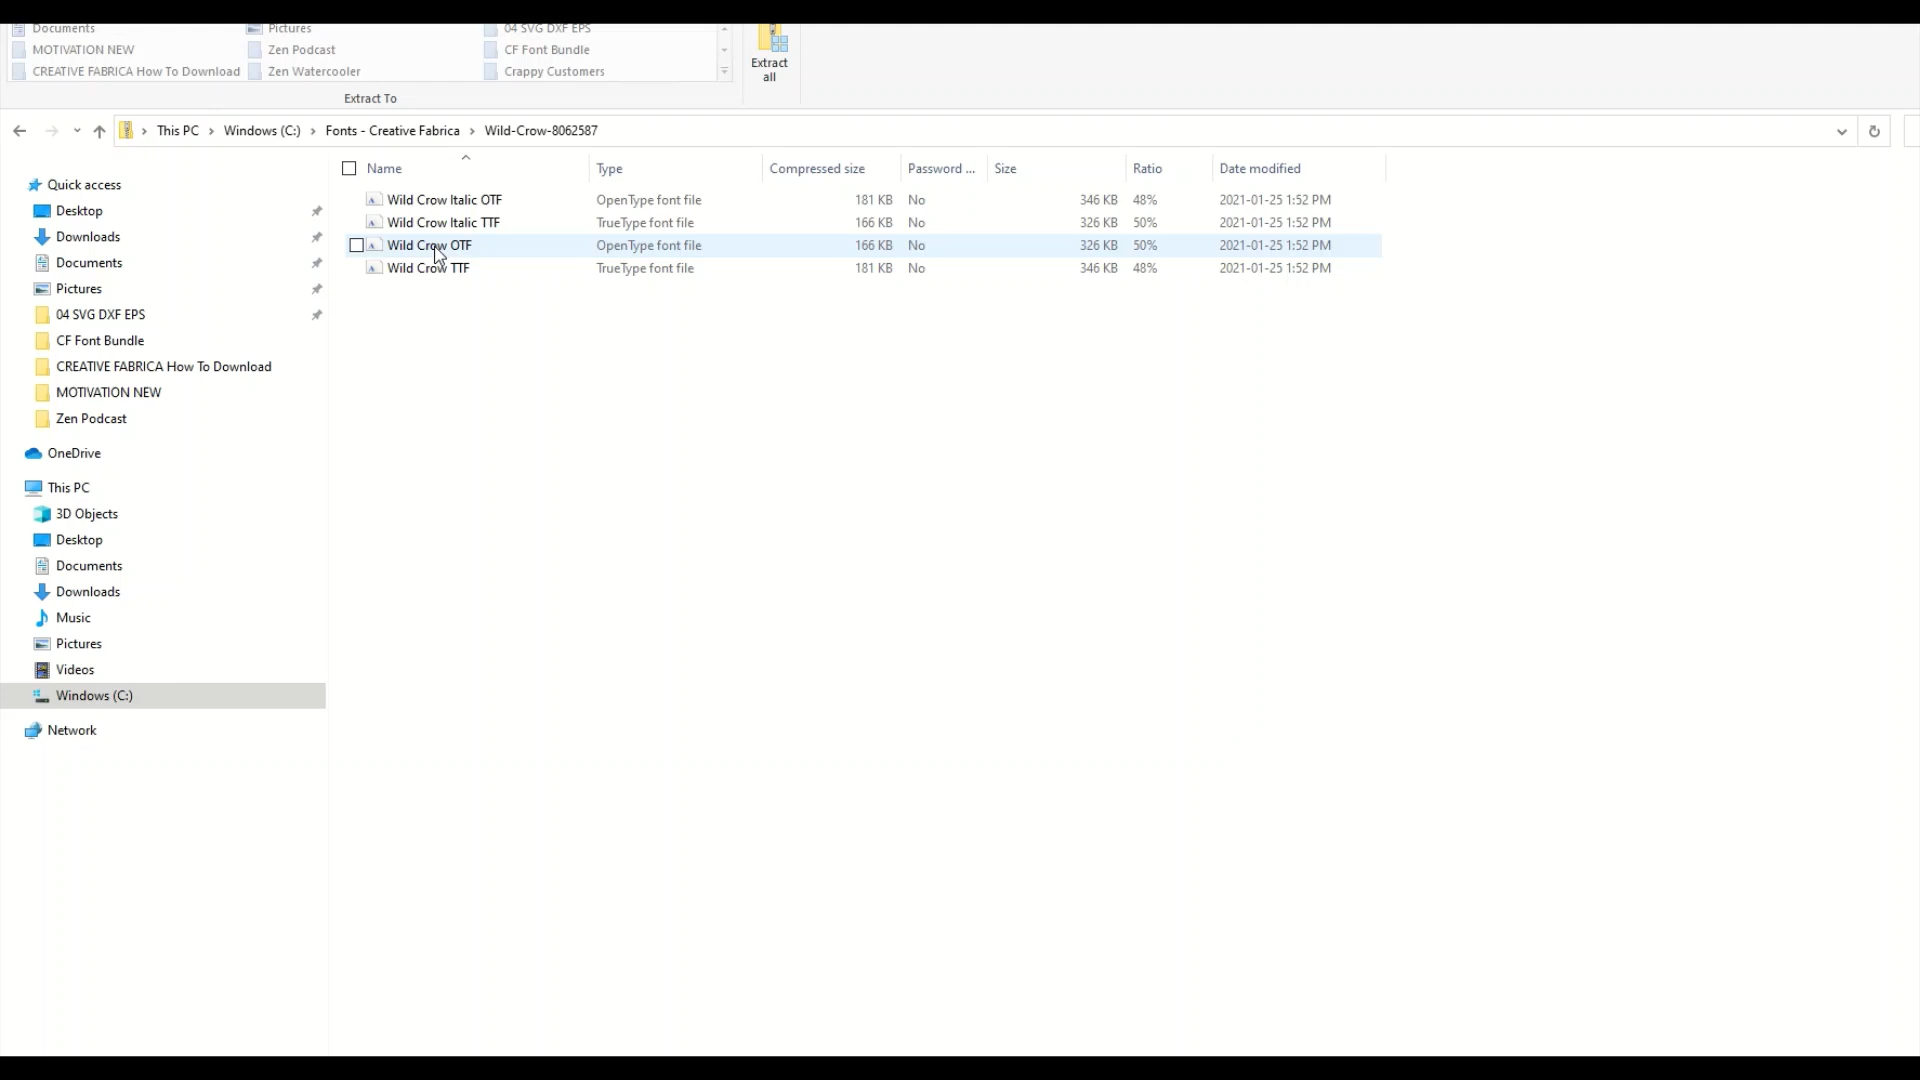 Documents Pictures 04 SVG DXF EPS
MOTIVATION NEW Zen Podcast CF Font Bundle
CREATIVE FABRICA How To Download Zen Watercooler Crappy Customers
Extract all
Extract To
This PC > Windows (C:) > Fonts - Creative Fabrica > Wild-Crow-8062587
Name Type Compressed size Password ... Size Ratio Date modified
Wild Crow Italic OTF OpenType font file 181 KB No 346 KB 48% 2021-01-25 1:52 PM
Wild Crow Italic TTF TrueType font file 166 KB No 326 KB 50% 2021-01-25 1:52 PM
Wild Crow OTF OpenType font file 166 KB No 326 KB 50% 2021-01-25 1:52 PM
Wild Crow TTF TrueType font file 181 KB No 346 KB 48% 2021-01-25 1:52 PM
Quick access
Desktop
Downloads
Documents
Pictures
04 SVG DXF EPS
CF Font Bundle
CREATIVE FABRICA How To Download
MOTIVATION NEW
Zen Podcast
OneDrive
This PC
3D Objects
Desktop
Documents
Downloads
Music
Pictures
Videos
Windows (C:)
Network